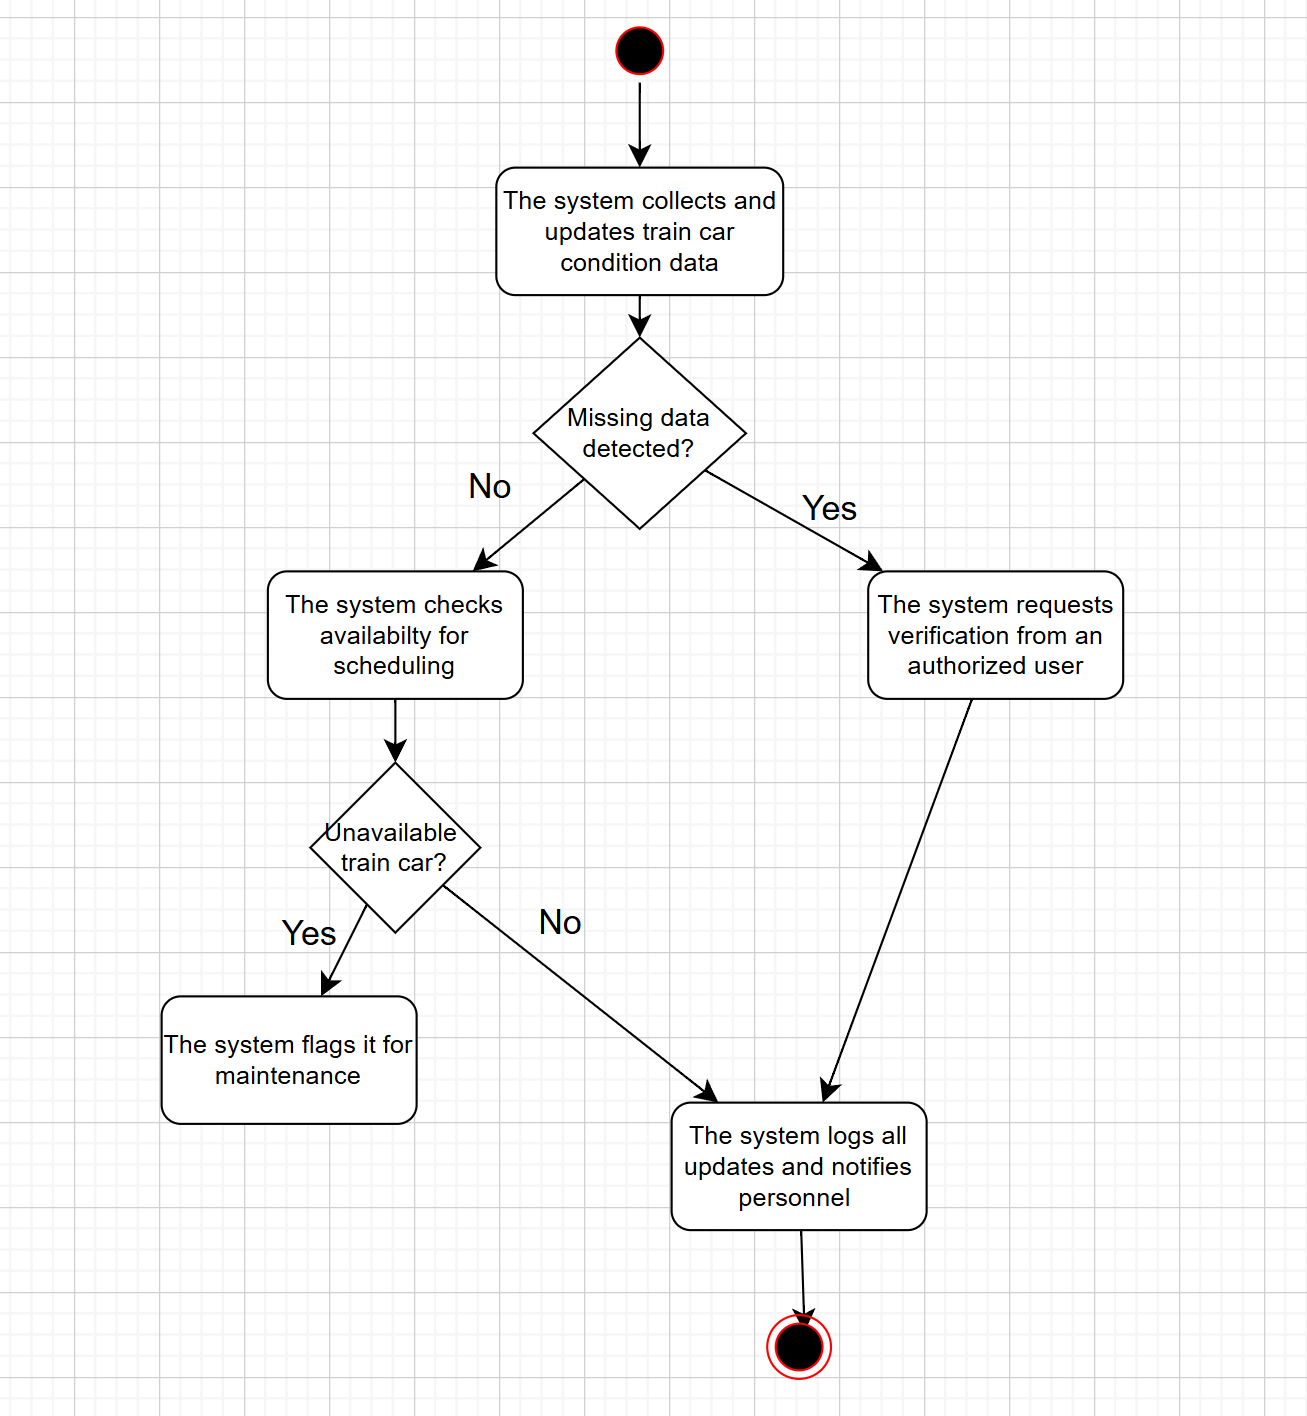 The system collects and
updates train car
condition data
Missing data
detected?
No
Yes
The system checks
availabilty for
scheduling
The system requests
verification from an
authorized user
Unavailable
train car?
Yes
No
The system flags it for
maintenance
The system logs all
updates and notifies
personnel